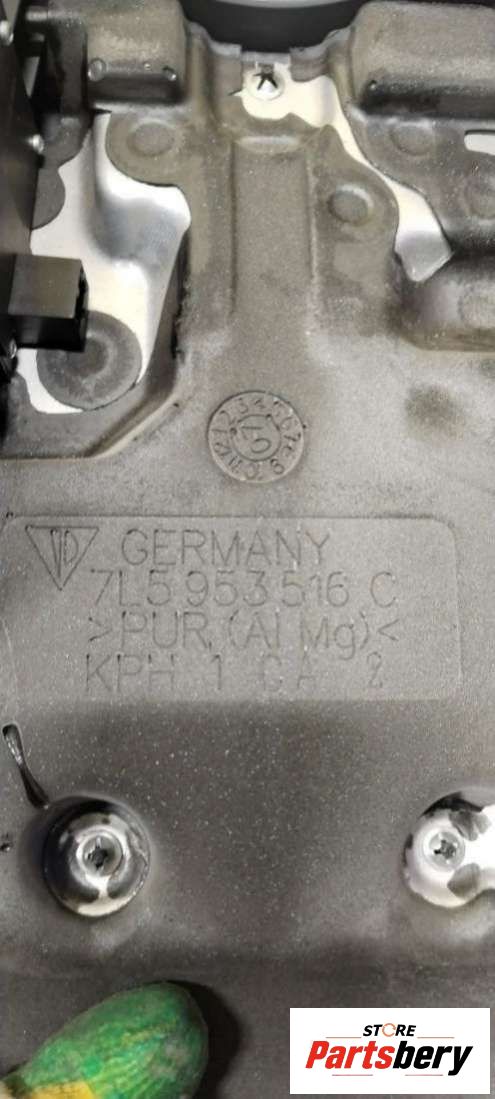 GERMANY
7L5 953 516 C
>PUR, (Al Mg)<
KPH 1 CA 2
STORE
Partsbery